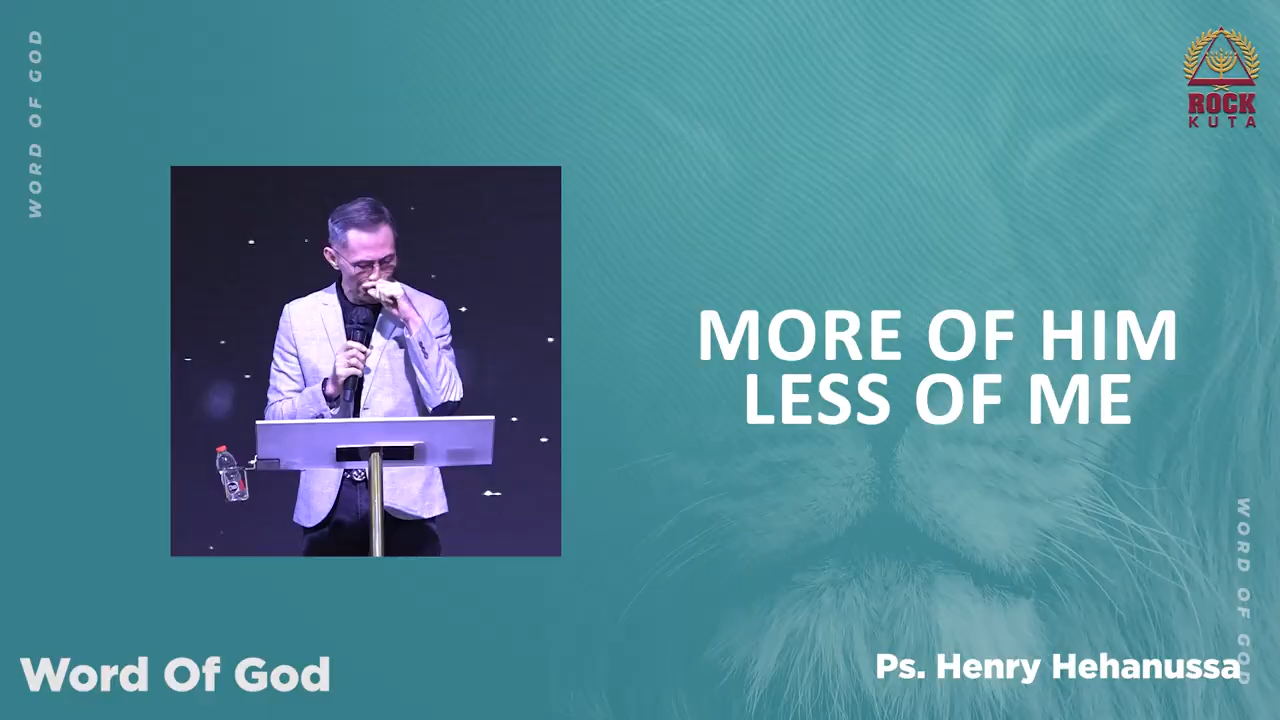 WORD OF GOD
ROCK
KUTA
MORE OF HIM
LESS OF ME
WORD OF GOD
Word Of God
Ps. Henry Hehanussa